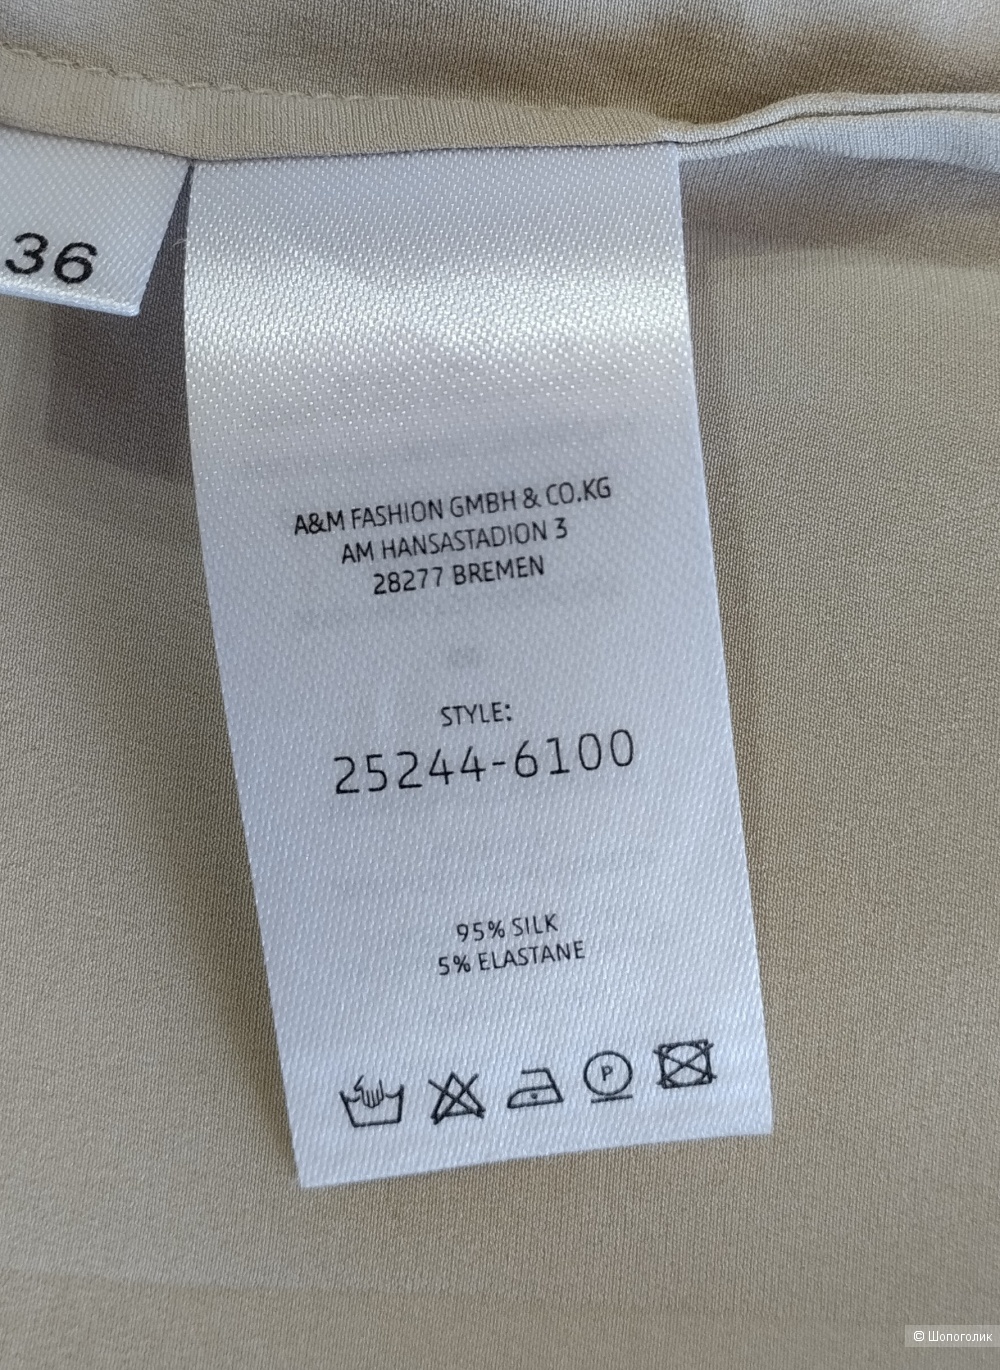 36
A&M FASHION GMBH & CO.KG
AM HANSASTADION 3
28277 BREMEN
STYLE:
25244-6100
95% SILK
5% ELASTANE
P
© Шопоголик